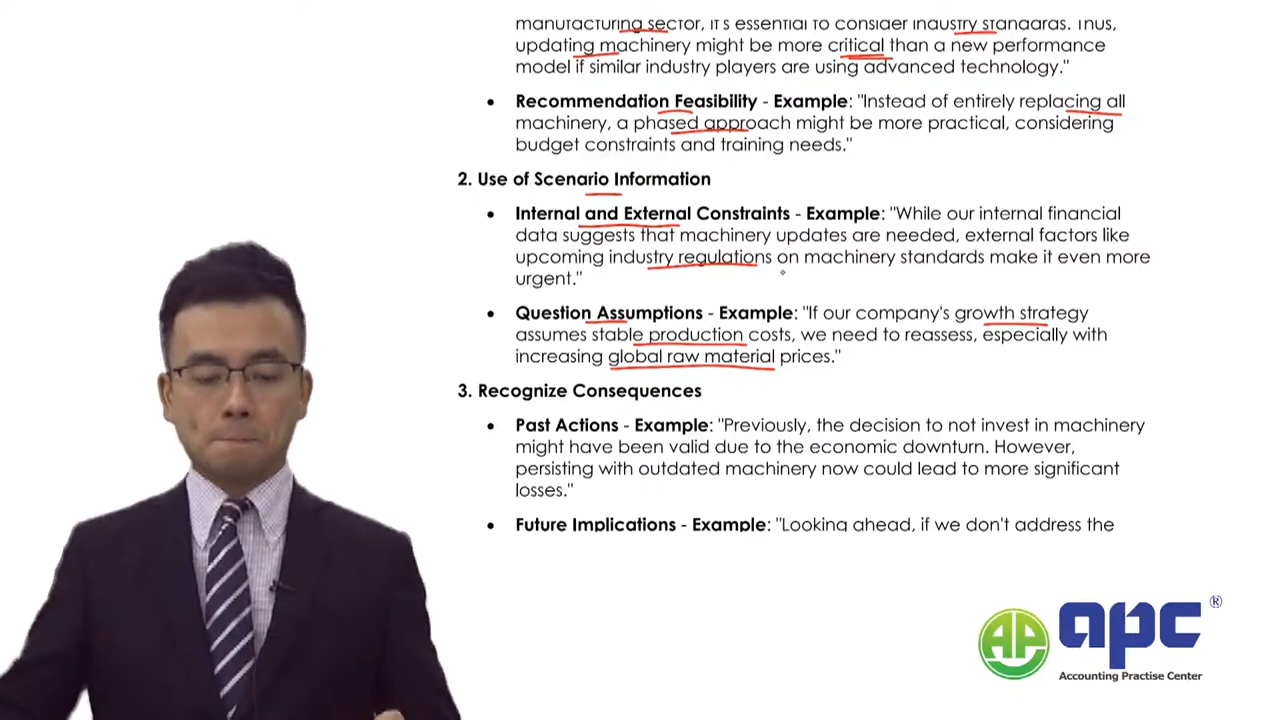 manufacturing sector, it's essential to consider industry standards. Thus,
updating machinery might be more critical than a new performance
model if similar industry players are using advanced technology."
• Recommendation Feasibility - Example: "Instead of entirely replacing all
machinery, a phased approach might be more practical, considering
budget constraints and training needs."
2. Use of Scenario Information
• Internal and External Constraints - Example: "While our internal financial
data suggests that machinery updates are needed, external factors like
upcoming industry regulations on machinery standards make it even more
urgent."
• Question Assumptions - Example: "If our company's growth strategy
assumes stable production costs, we need to reassess, especially with
increasing global raw material prices."
3. Recognize Consequences
• Past Actions - Example: "Previously, the decision to not invest in machinery
might have been valid due to the economic downturn. However,
persisting with outdated machinery now could lead to more significant
losses."
• Future Implications - Example: "Looking ahead, if we don't address the
AP apc ®
Accounting Practise Center